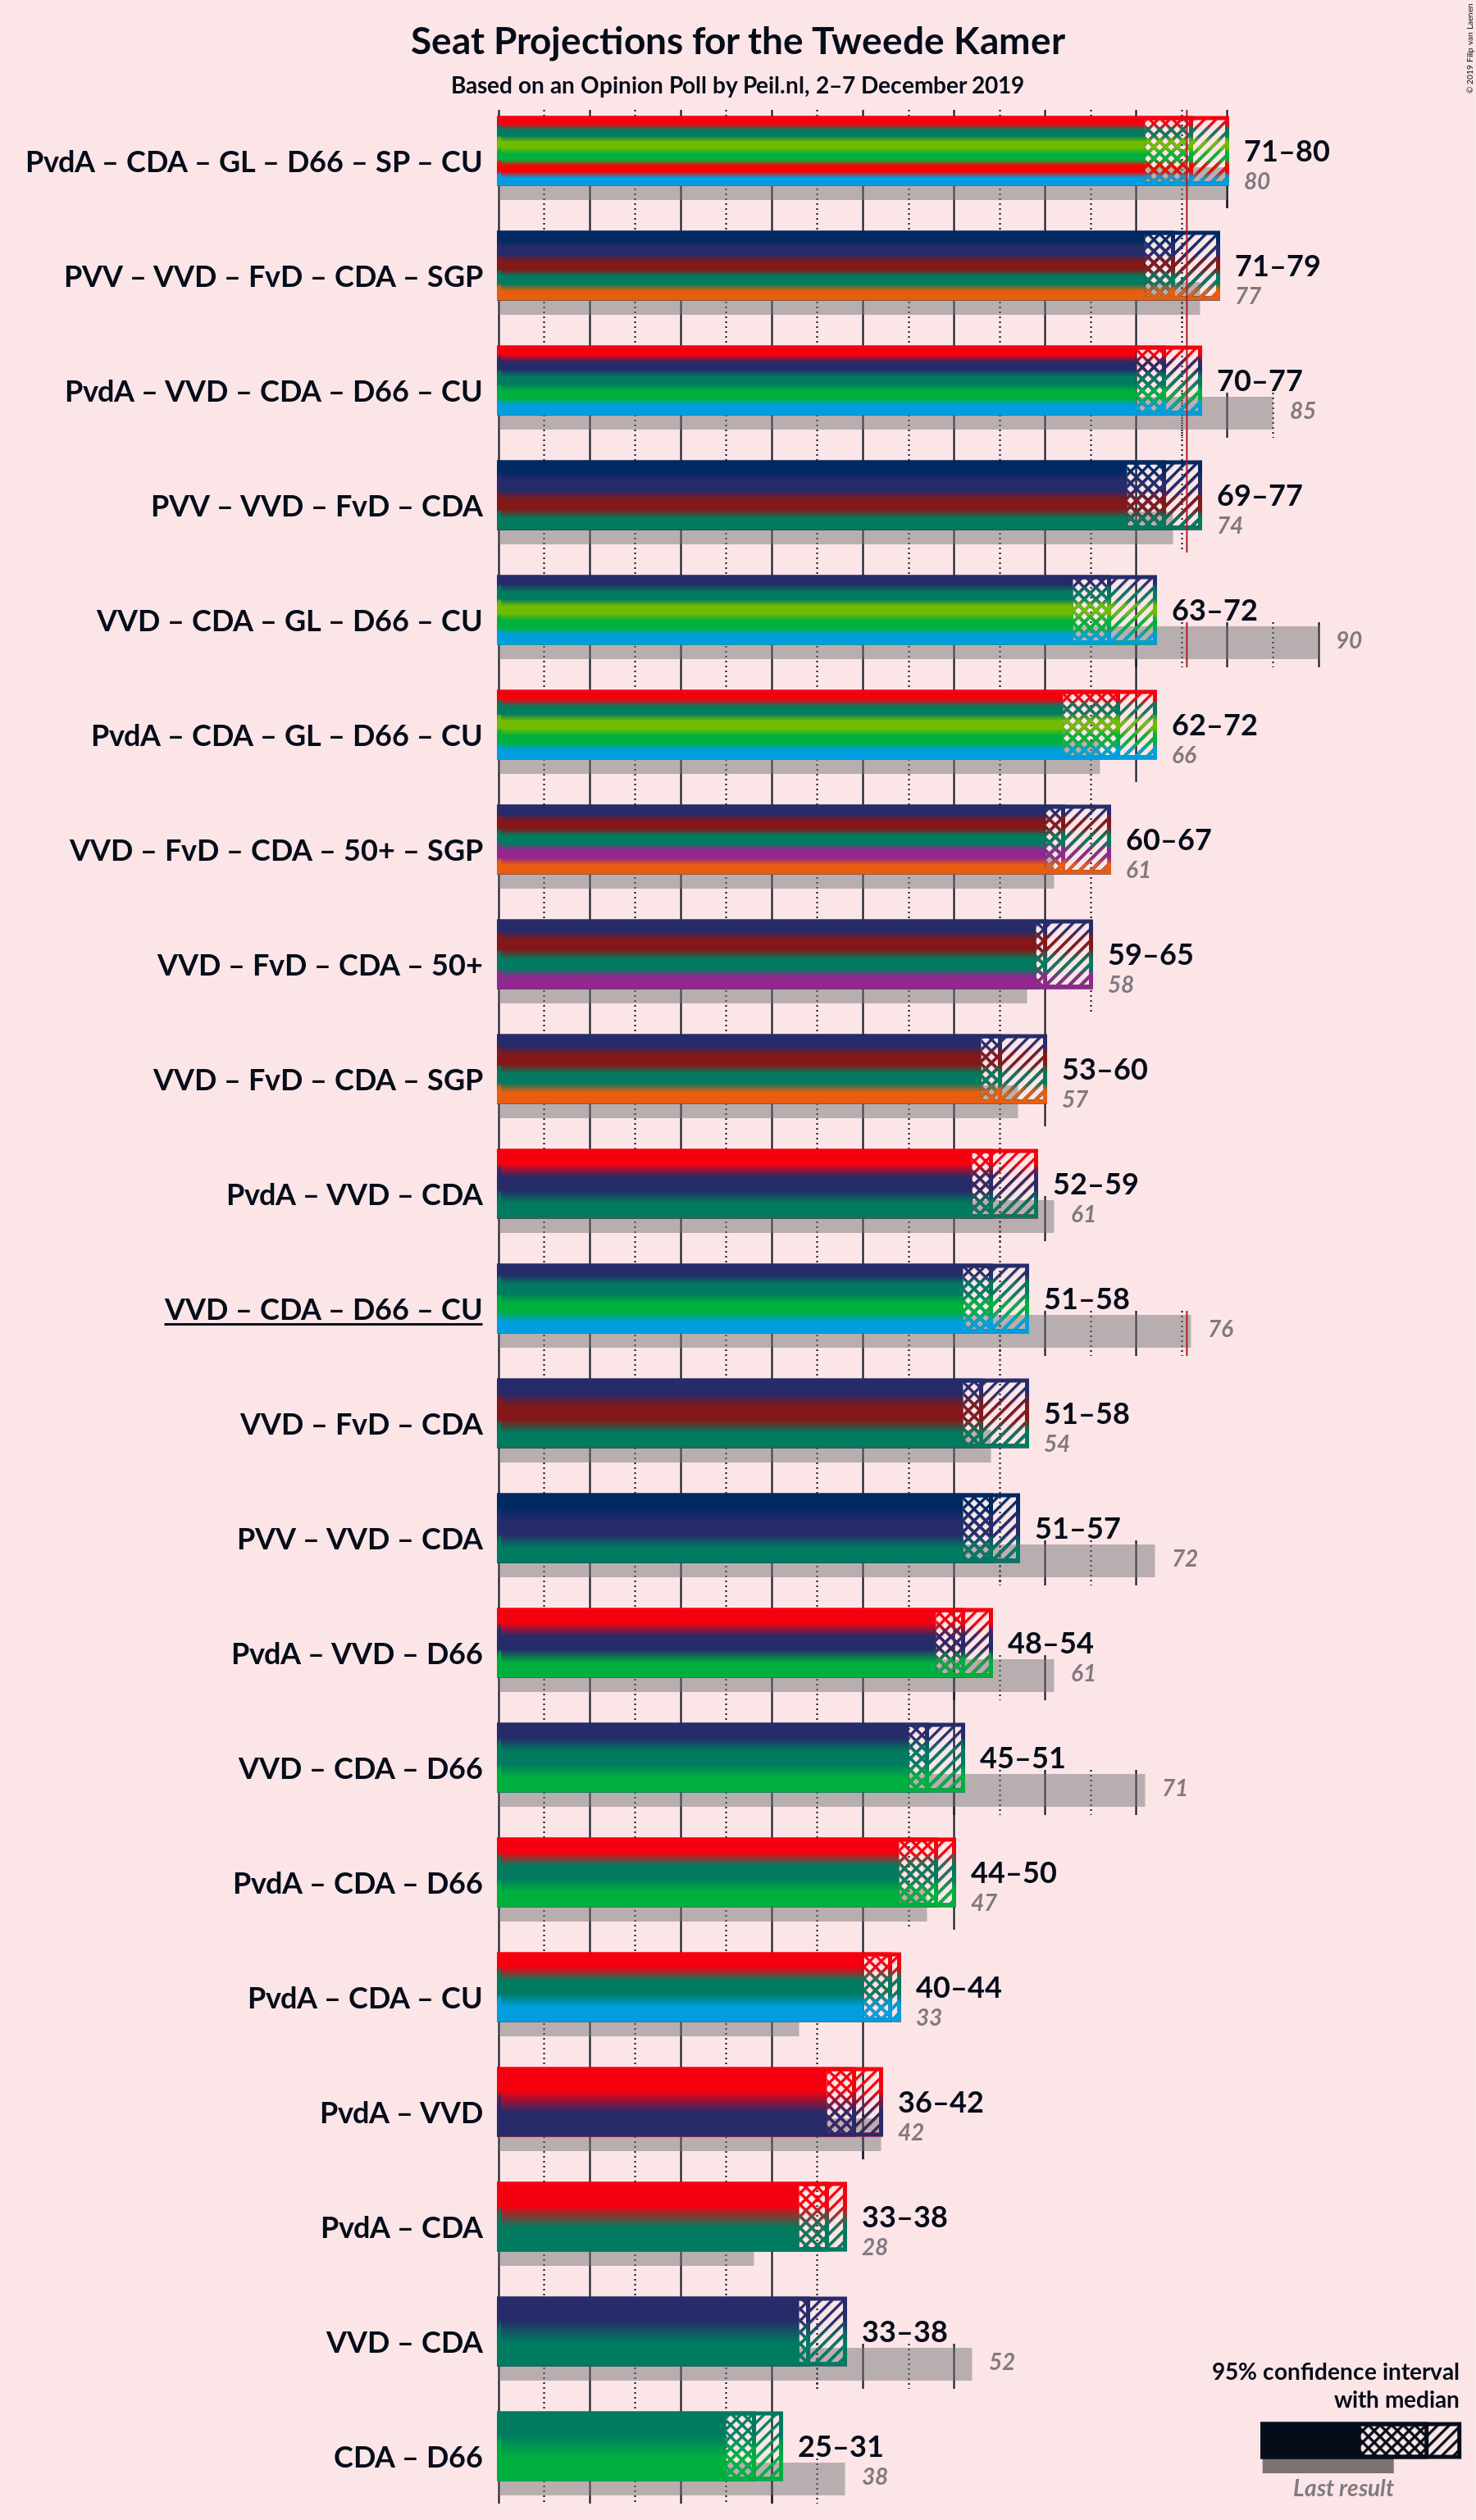 Seat Projections for the Tweede Kamer
Based on an Opinion Poll by Peil.nl, 2–7 December 2019
© 2019 Filip van Laenen
PvdA – CDA – GL – D66 – SP – CU
71–80
80
PVV – VVD – FvD – CDA – SGP
71–79
77
PvdA – VVD – CDA – D66 – CU
70–77
85
PVV – VVD – FvD – CDA
69–77
74
VVD – CDA – GL – D66 – CU
63–72
90
PvdA – CDA – GL – D66 – CU
62–72
66
VVD – FvD – CDA – 50+ – SGP
60–67
61
VVD – FvD – CDA – 50+
59–65
58
VVD – FvD – CDA – SGP
53–60
57
PvdA – VVD – CDA
52–59
61
VVD – CDA – D66 – CU
51–58
76
VVD – FvD – CDA
51–58
54
PVV – VVD – CDA
51–57
72
PvdA – VVD – D66
48–54
61
VVD – CDA – D66
45–51
71
PvdA – CDA – D66
44–50
47
PvdA – CDA – CU
40–44
33
PvdA – VVD
36–42
42
PvdA – CDA
33–38
28
VVD – CDA
33–38
52
CDA – D66
25–31
38
95% confidence interval
with median
Last result